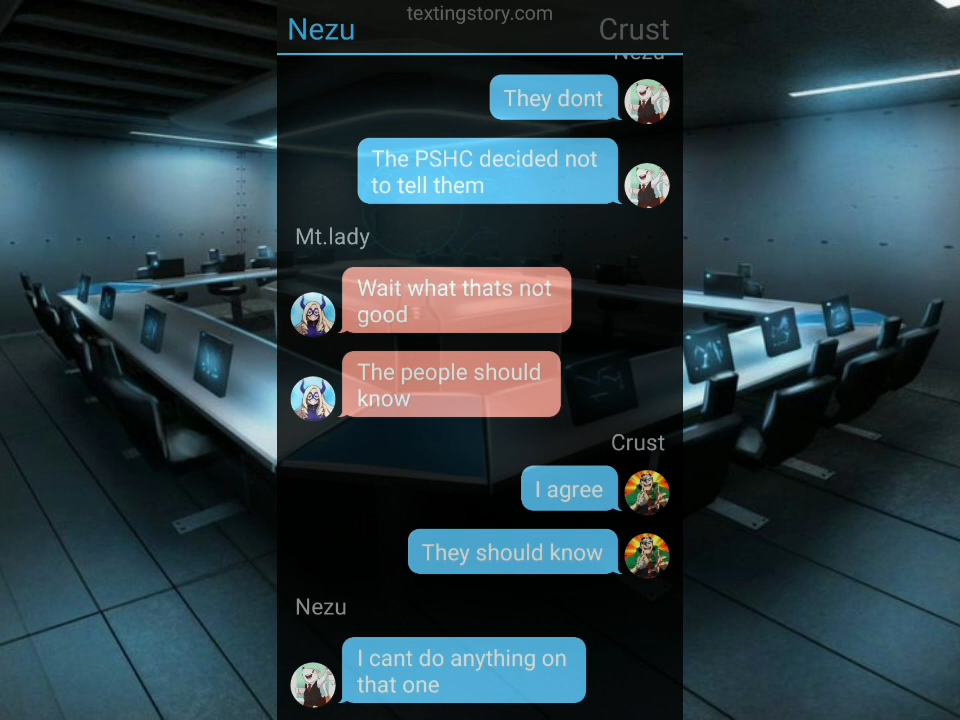 textingstory.com
Nezu
Crust
Nezu
They dont
The PSHC decided not
to tell them
Mt.lady
Wait what thats not
good
The people should
know
Crust
I agree
They should know
Nezu
I cant do anything on
that one